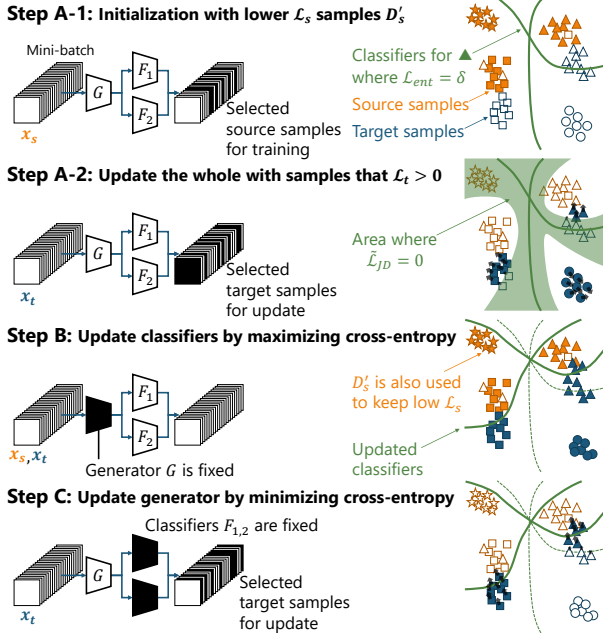 Step A-1: Initialization with lower ℒₛ samples D′ₛ
Mini-batch
G
F₁
F₂
xₛ
Selected
source samples
for training
Classifiers for
where ℒₑₙₜ = δ
Source samples
Target samples
Step A-2: Update the whole with samples that ℒₜ > 0
G
F₁
F₂
xₜ
Selected
target samples
for update
Area where
ℒ̃_JD = 0
Step B: Update classifiers by maximizing cross-entropy
F₁
F₂
xₛ,xₜ
Generator G is fixed
D′ₛ is also used
to keep low ℒₛ
Updated
classifiers
Step C: Update generator by minimizing cross-entropy
Classifiers F₁,₂ are fixed
G
xₜ
Selected
target samples
for update